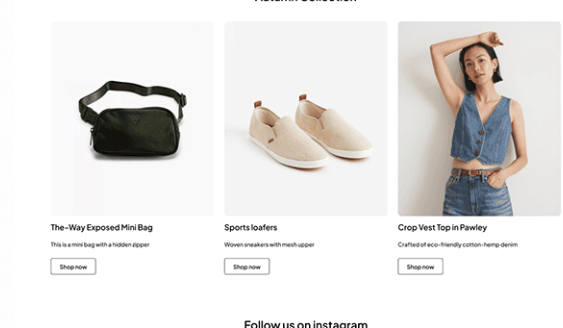 Autumn Collection
The-Way Exposed Mini Bag
This is a mini bag with a hidden zipper
Shop now
Sports loafers
Woven sneakers with mesh upper
Shop now
Crop Vest Top in Pawley
Crafted of eco-friendly cotton-hemp denim
Shop now
Follow us on instagram